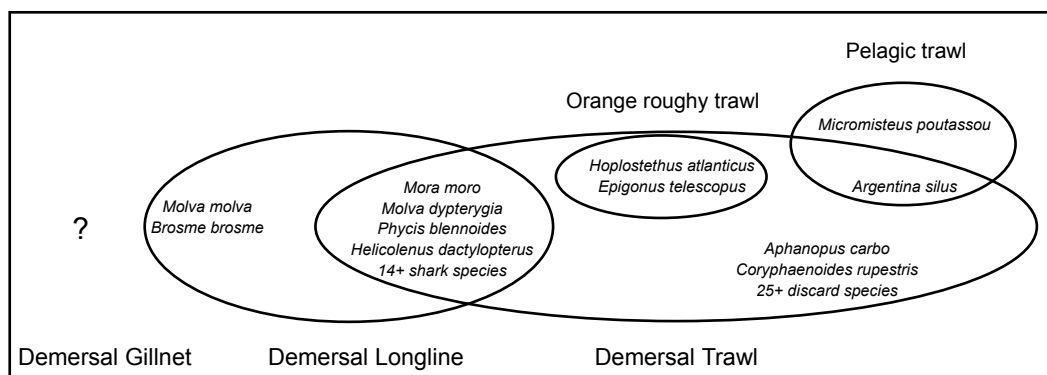 Pelagic trawl
Orange roughy trawl
Micromisteus poutassou
Hoplostethus atlanticus
Epigonus telescopus
Argentina silus
Mora moro
Molva dypterygia
Phycis blennoides
Helicolenus dactylopterus
14+ shark species
Molva molva
Brosme brosme
?
Aphanopus carbo
Coryphaenoides rupestris
25+ discard species
Demersal Gillnet
Demersal Longline
Demersal Trawl